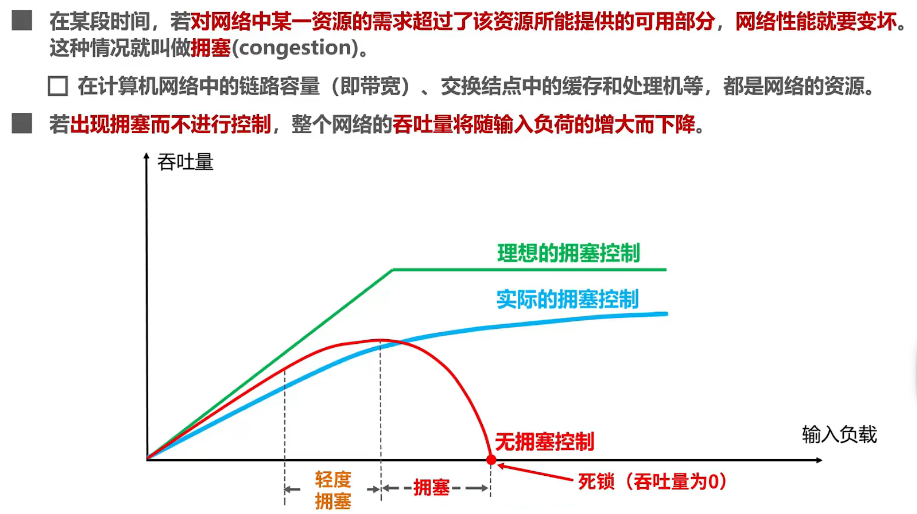 在某段时间，若对网络中某一资源的需求超过了该资源所能提供的可用部分，网络性能就要变坏。
这种情况就叫做拥塞(congestion)。
在计算机网络中的链路容量（即带宽）、交换结点中的缓存和处理机等，都是网络的资源。
若出现拥塞而不进行控制，整个网络的吞吐量将随输入负荷的增大而下降。
吞吐量
理想的拥塞控制
实际的拥塞控制
无拥塞控制
输入负载
轻度
拥塞
拥塞
死锁（吞吐量为0）